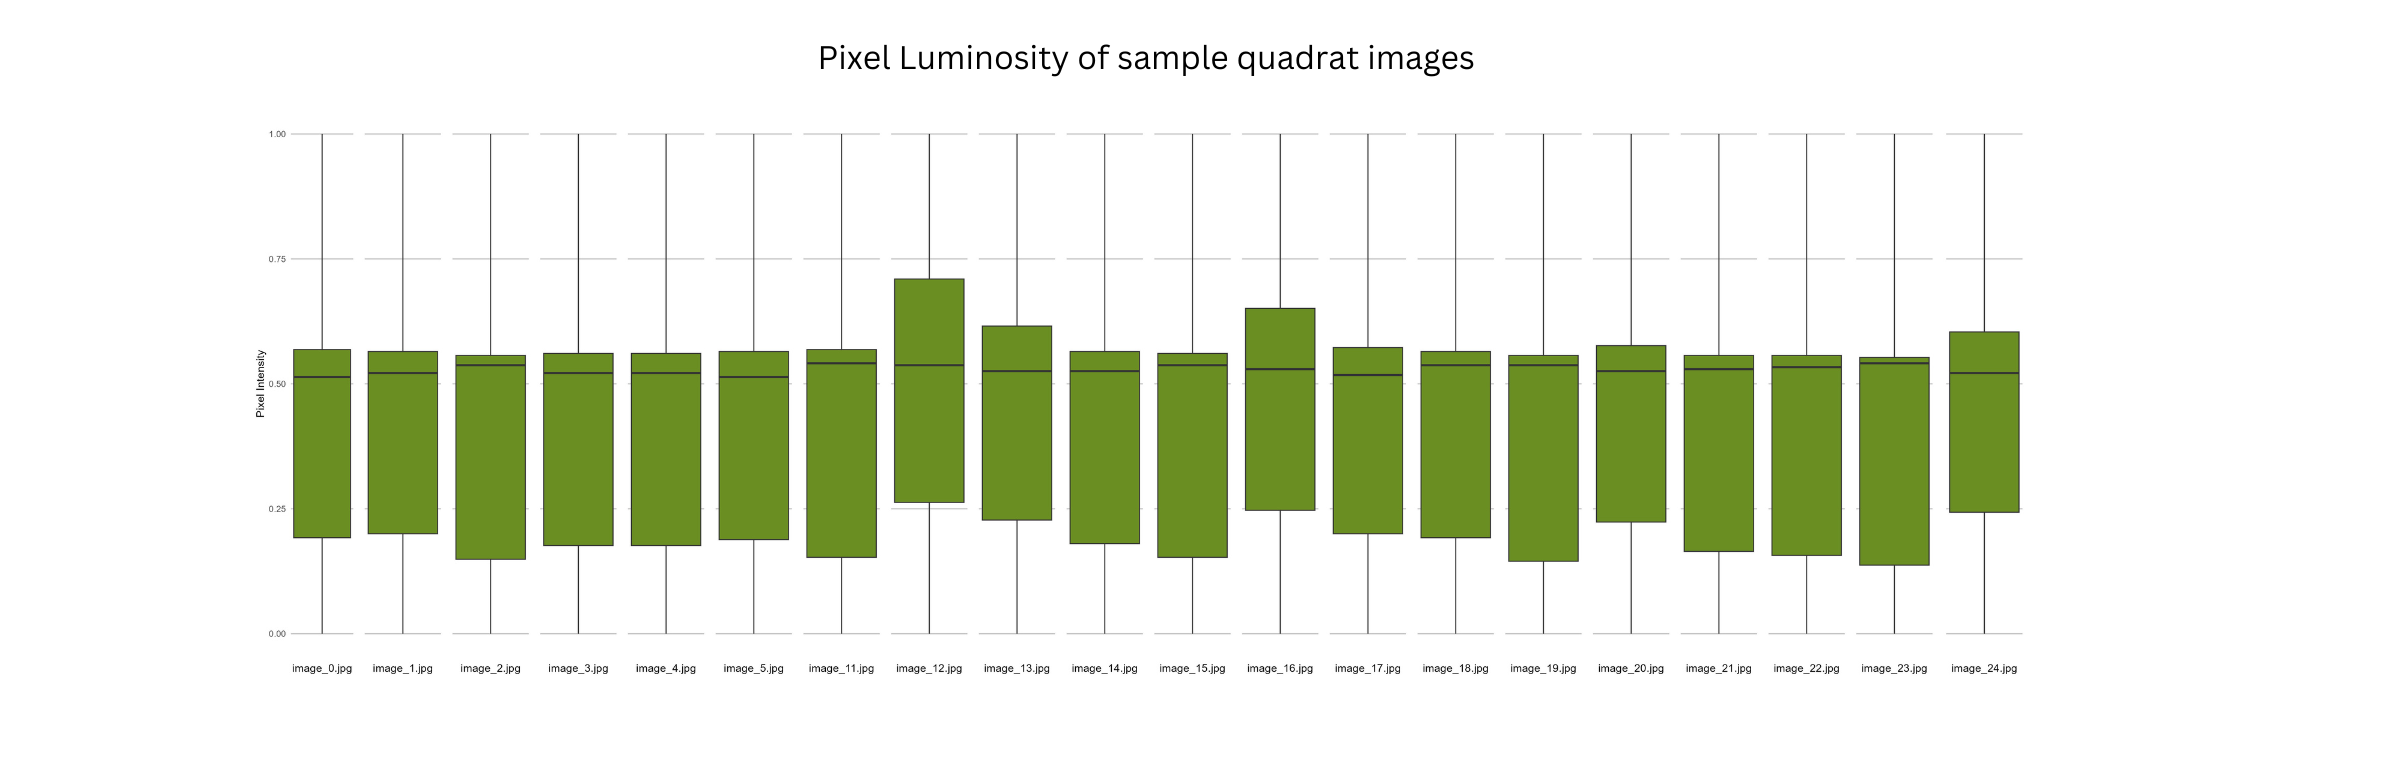 Pixel Luminosity of sample quadrat images
1.00
0.75
0.50
0.25
0.00
Pixel Intensity
image_0.jpg image_1.jpg image_2.jpg image_3.jpg image_4.jpg image_5.jpg image_11.jpg image_12.jpg image_13.jpg image_14.jpg image_15.jpg image_16.jpg image_17.jpg image_18.jpg image_19.jpg image_20.jpg image_21.jpg image_22.jpg image_23.jpg image_24.jpg